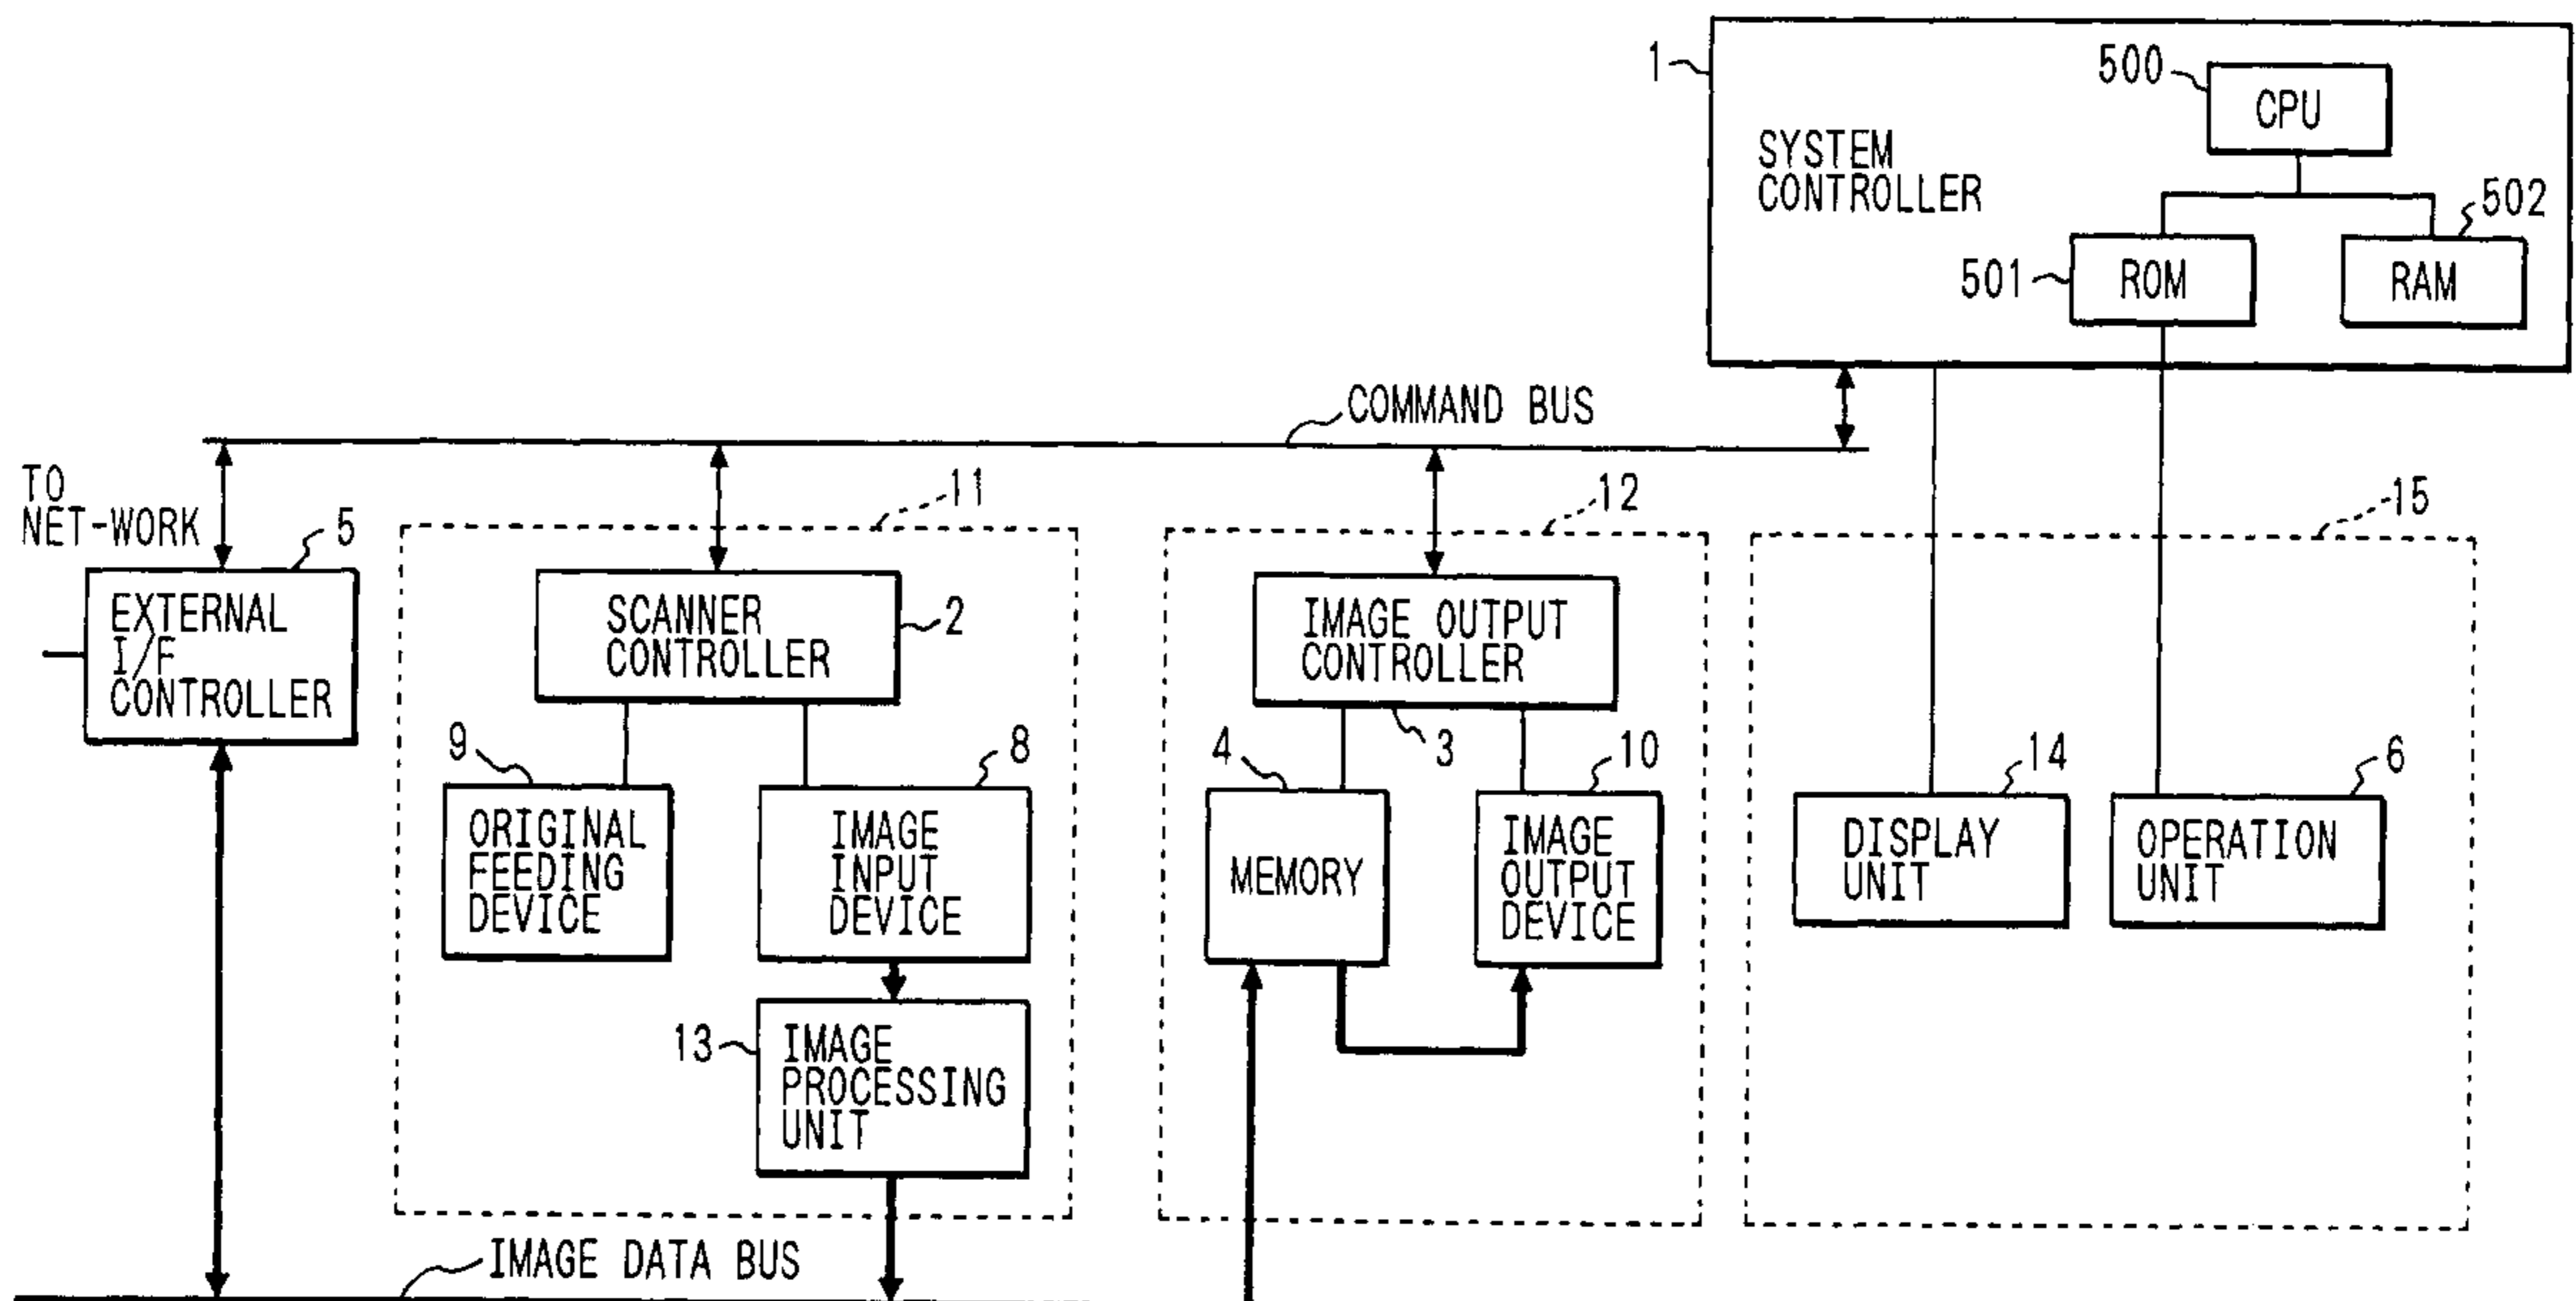 1
500
CPU
SYSTEM
CONTROLLER
502
501
ROM
RAM
COMMAND BUS
TO
NET-WORK
11
12
15
5
EXTERNAL
I/F
CONTROLLER
SCANNER
CONTROLLER
2
IMAGE OUTPUT
CONTROLLER
3
9
8
4
10
14
6
ORIGINAL
FEEDING
DEVICE
IMAGE
INPUT
DEVICE
MEMORY
IMAGE
OUTPUT
DEVICE
DISPLAY
UNIT
OPERATION
UNIT
13
IMAGE
PROCESSING
UNIT
IMAGE DATA BUS